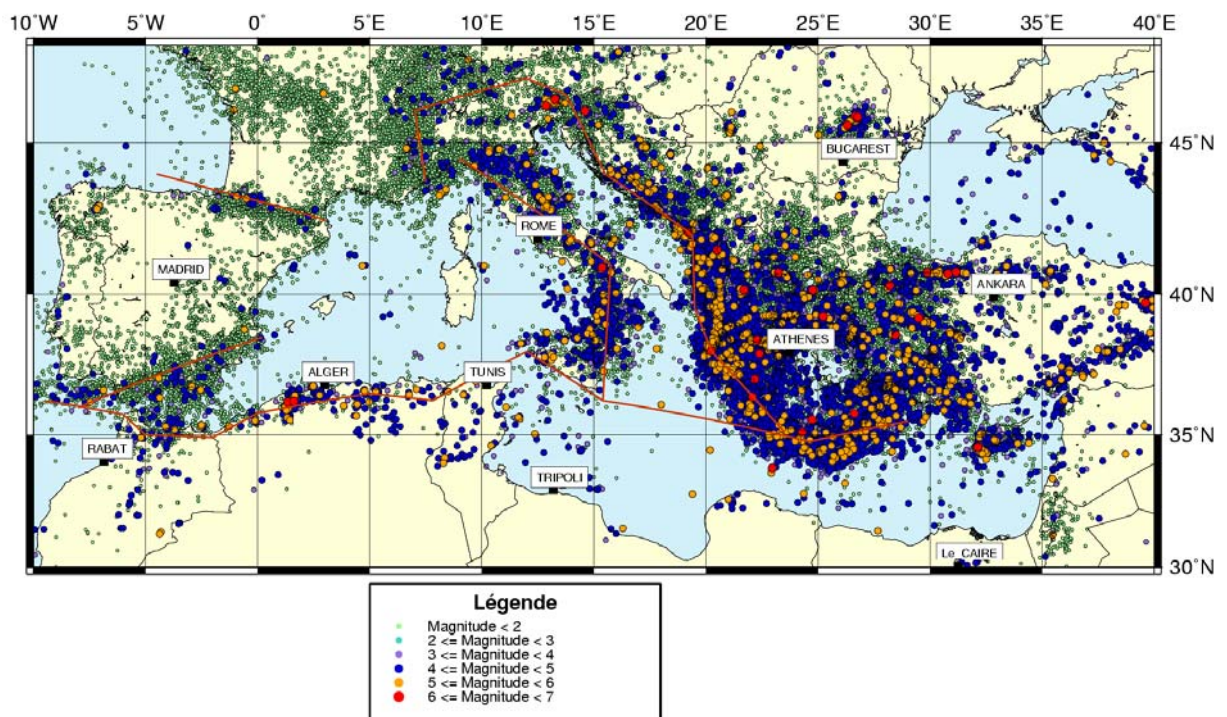 10°W 5°W 0° 5°E 10°E 15°E 20°E 25°E 30°E 35°E 40°E
45°N
BUCAREST
ROME
MADRID
ANKARA
40°N
ATHENES
ALGER
TUNIS
35°N
RABAT
TRIPOLI
Le_CAIRE
30°N
Légende
Magnitude < 2
2 <= Magnitude < 3
3 <= Magnitude < 4
4 <= Magnitude < 5
5 <= Magnitude < 6
6 <= Magnitude < 7